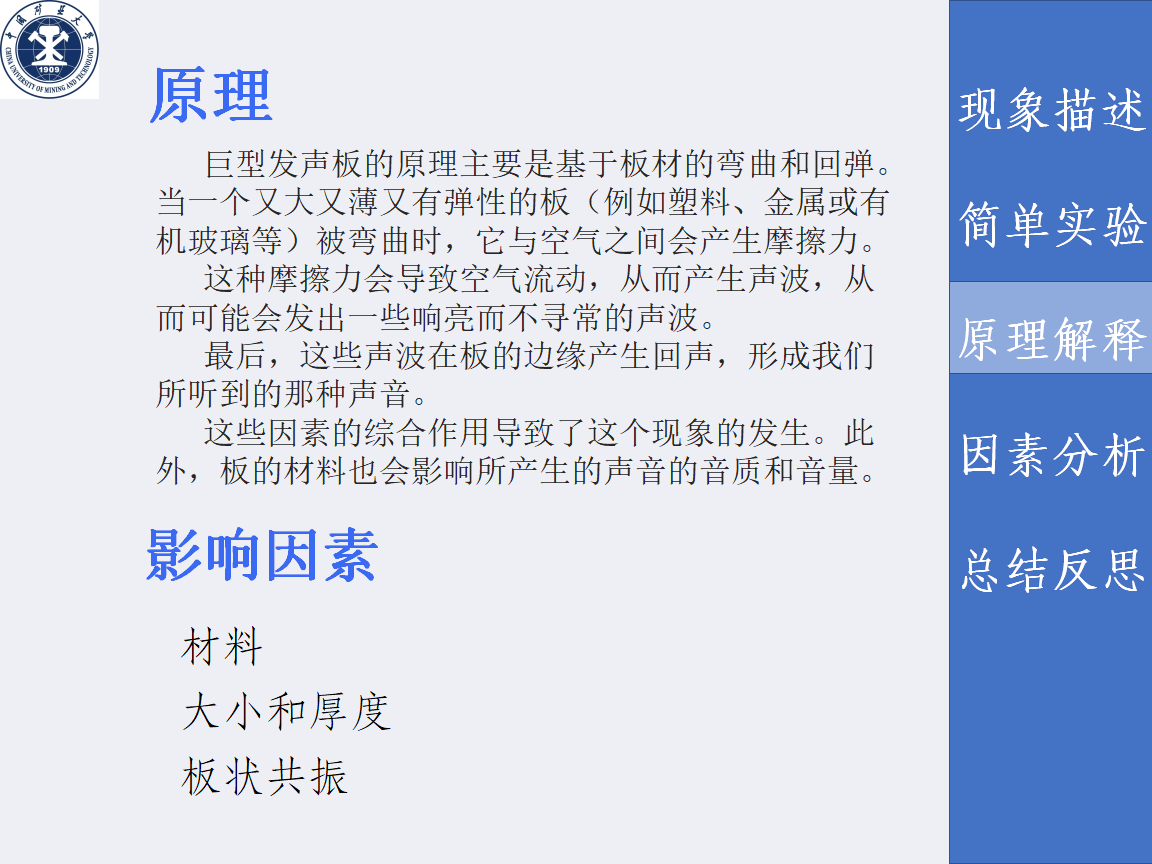 中国矿业大学
CHINA UNIVERSITY OF MINING AND TECHNOLOGY
1909
原理
巨型发声板的原理主要是基于板材的弯曲和回弹。
当一个又大又薄又有弹性的板（例如塑料、金属或有
机玻璃等）被弯曲时，它与空气之间会产生摩擦力。
这种摩擦力会导致空气流动，从而产生声波，从
而可能会发出一些响亮而不寻常的声波。
最后，这些声波在板的边缘产生回声，形成我们
所听到的那种声音。
这些因素的综合作用导致了这个现象的发生。此
外，板的材料也会影响所产生的声音的音质和音量。
影响因素
材料
大小和厚度
板状共振
现象描述
简单实验
原理解释
因素分析
总结反思